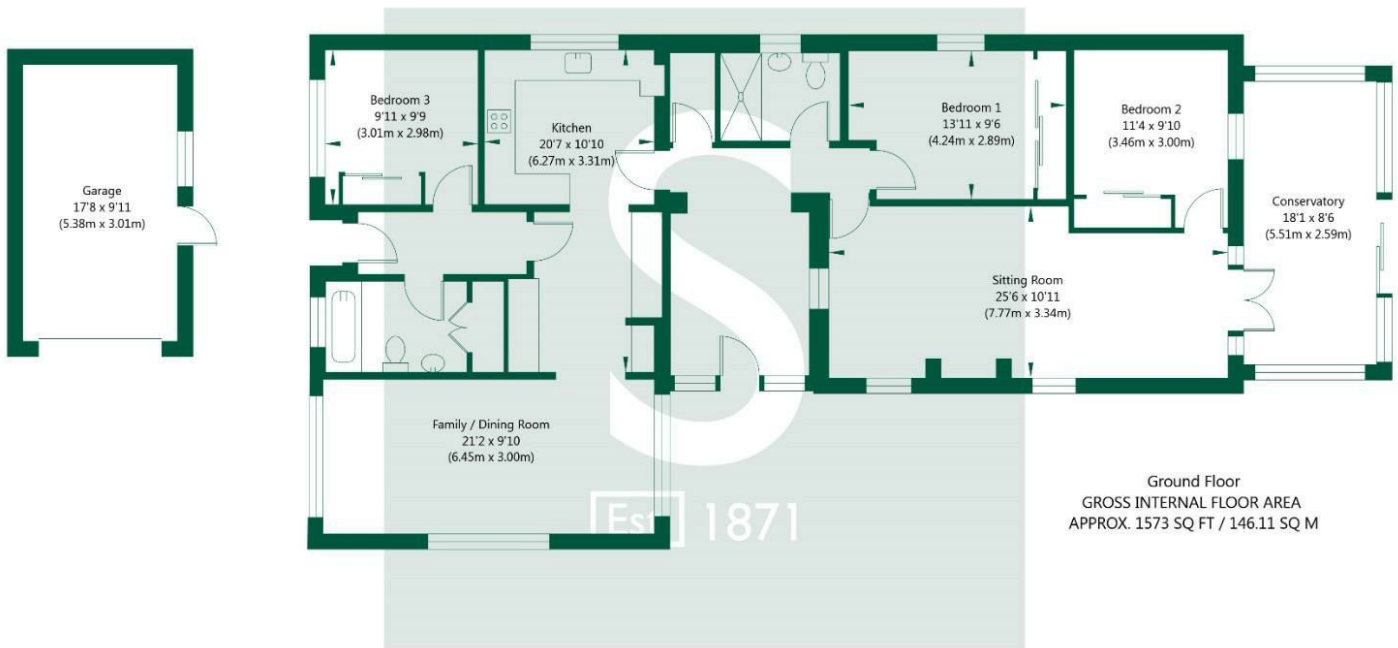 Garage
17'8 x 9'11
(5.38m x 3.01m)
Bedroom 3
9'11 x 9'9
(3.01m x 2.98m)
Kitchen
20'7 x 10'10
(6.27m x 3.31m)
Bedroom 1
13'11 x 9'6
(4.24m x 2.89m)
Bedroom 2
11'4 x 9'10
(3.46m x 3.00m)
Conservatory
18'1 x 8'6
(5.51m x 2.59m)
Sitting Room
25'6 x 10'11
(7.77m x 3.34m)
Family / Dining Room
21'2 x 9'10
(6.45m x 3.00m)
S
Est 1871
Ground Floor
GROSS INTERNAL FLOOR AREA
APPROX. 1573 SQ FT / 146.11 SQ M